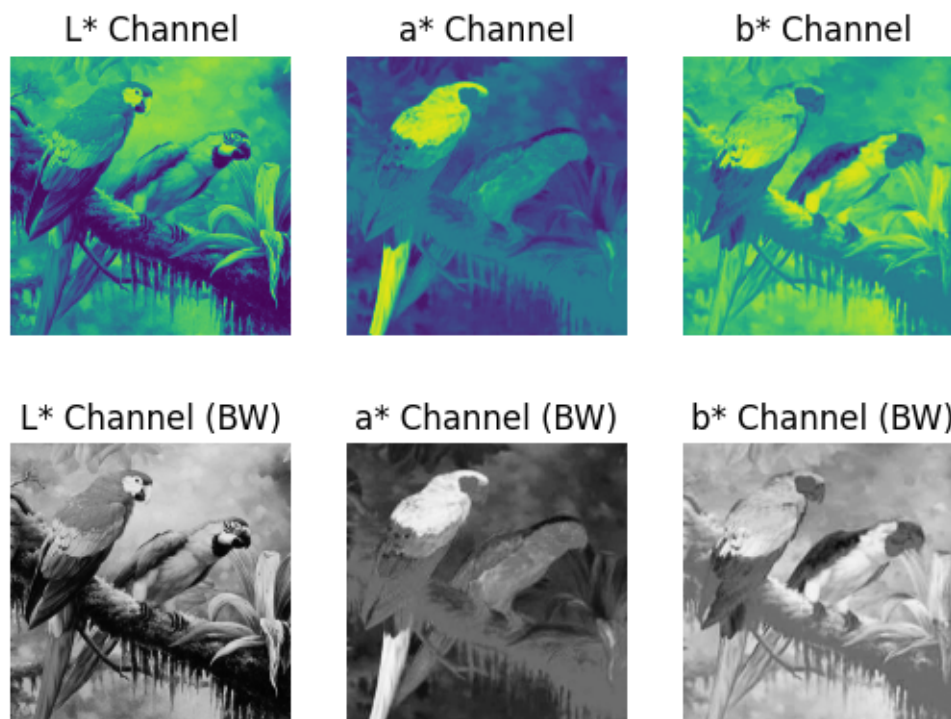 L* Channel
a* Channel
b* Channel
L* Channel (BW)
a* Channel (BW)
b* Channel (BW)